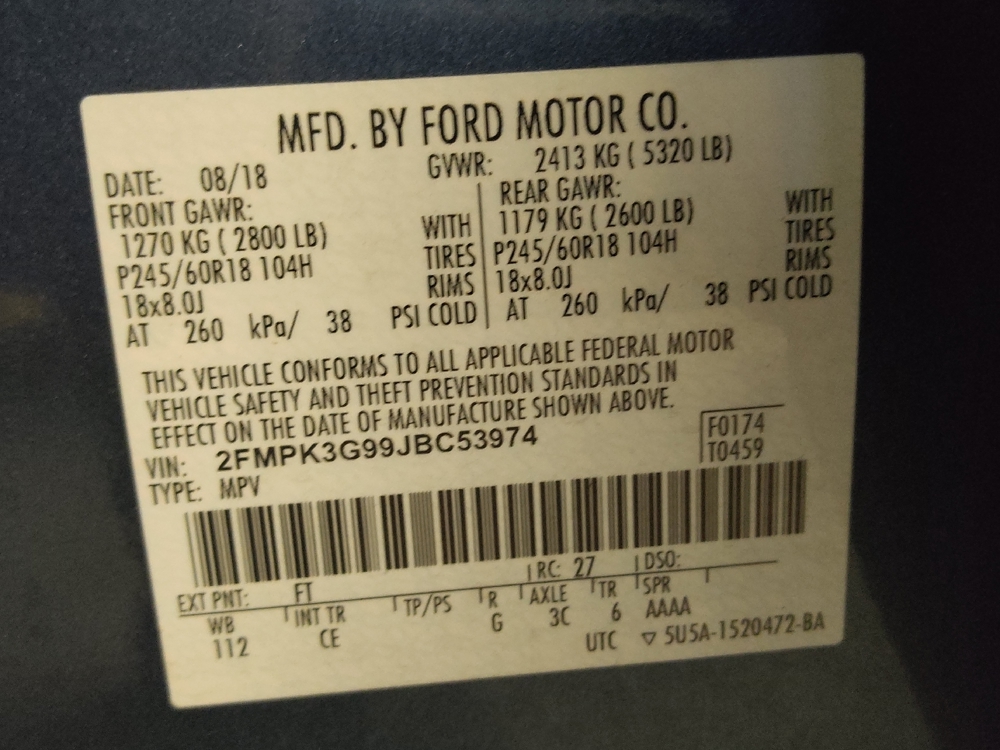 MFD. BY FORD MOTOR CO.
DATE: 08/18 GVWR: 2413 KG ( 5320 LB)
FRONT GAWR: REAR GAWR:
1270 KG ( 2800 LB) WITH 1179 KG ( 2600 LB) WITH
P245/60R18 104H TIRES P245/60R18 104H TIRES
18x8.0J RIMS 18x8.0J RIMS
AT 260 kPa/ 38 PSI COLD AT 260 kPa/ 38 PSI COLD
THIS VEHICLE CONFORMS TO ALL APPLICABLE FEDERAL MOTOR
VEHICLE SAFETY AND THEFT PREVENTION STANDARDS IN
EFFECT ON THE DATE OF MANUFACTURE SHOWN ABOVE.
VIN: 2FMPK3G99JBC53974 F0174
TYPE: MPV T0459
EXT PNT: FT RC: 27 DSO:
WB INT TR TP/PS R AXLE TR SPR
112 CE G 3C 6 AAAA
UTC ▽ 5U5A-1520472-BA